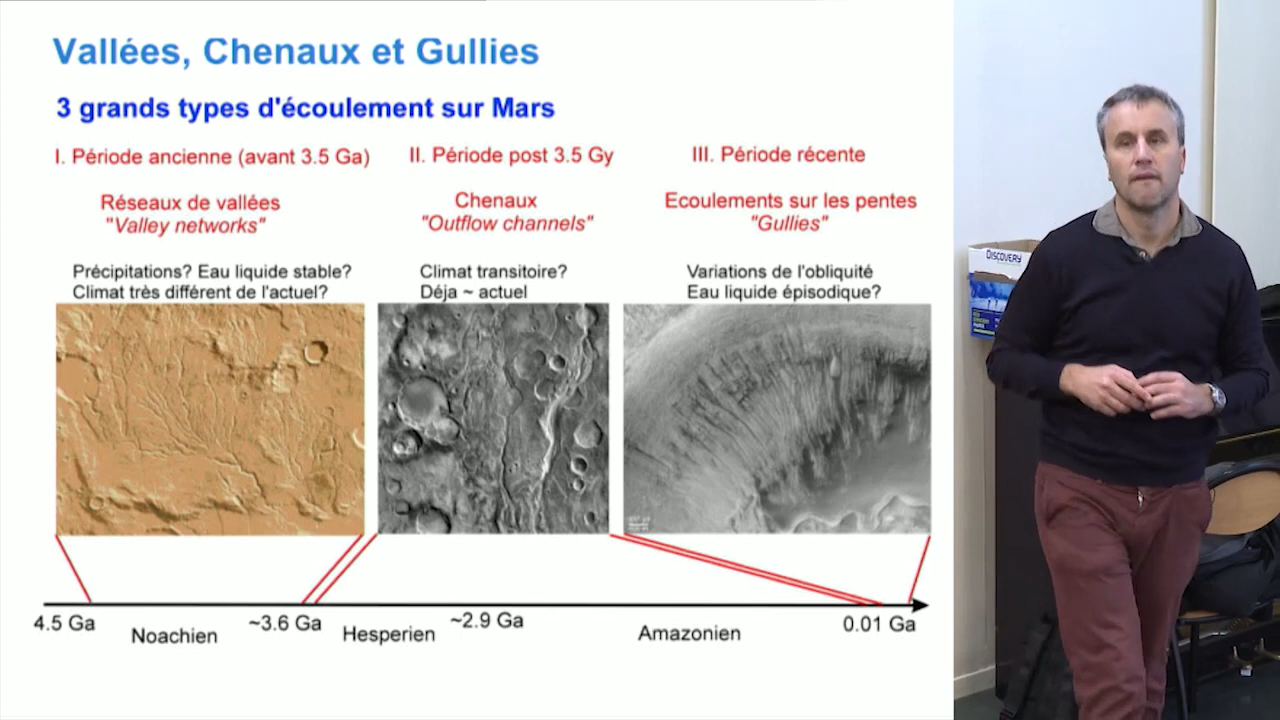 Vallées, Chenaux et Gullies
3 grands types d'écoulement sur Mars
I. Période ancienne (avant 3.5 Ga)
Réseaux de vallées
"Valley networks"
Précipitations? Eau liquide stable?
Climat très différent de l'actuel?
II. Période post 3.5 Gy
Chenaux
"Outflow channels"
Climat transitoire?
Déja ~ actuel
III. Période récente
Ecoulements sur les pentes
"Gullies"
Variations de l'obliquité
Eau liquide épisodique?
4.5 Ga
Noachien
~3.6 Ga
Hesperien
~2.9 Ga
Amazonien
0.01 Ga
DISCOVERY